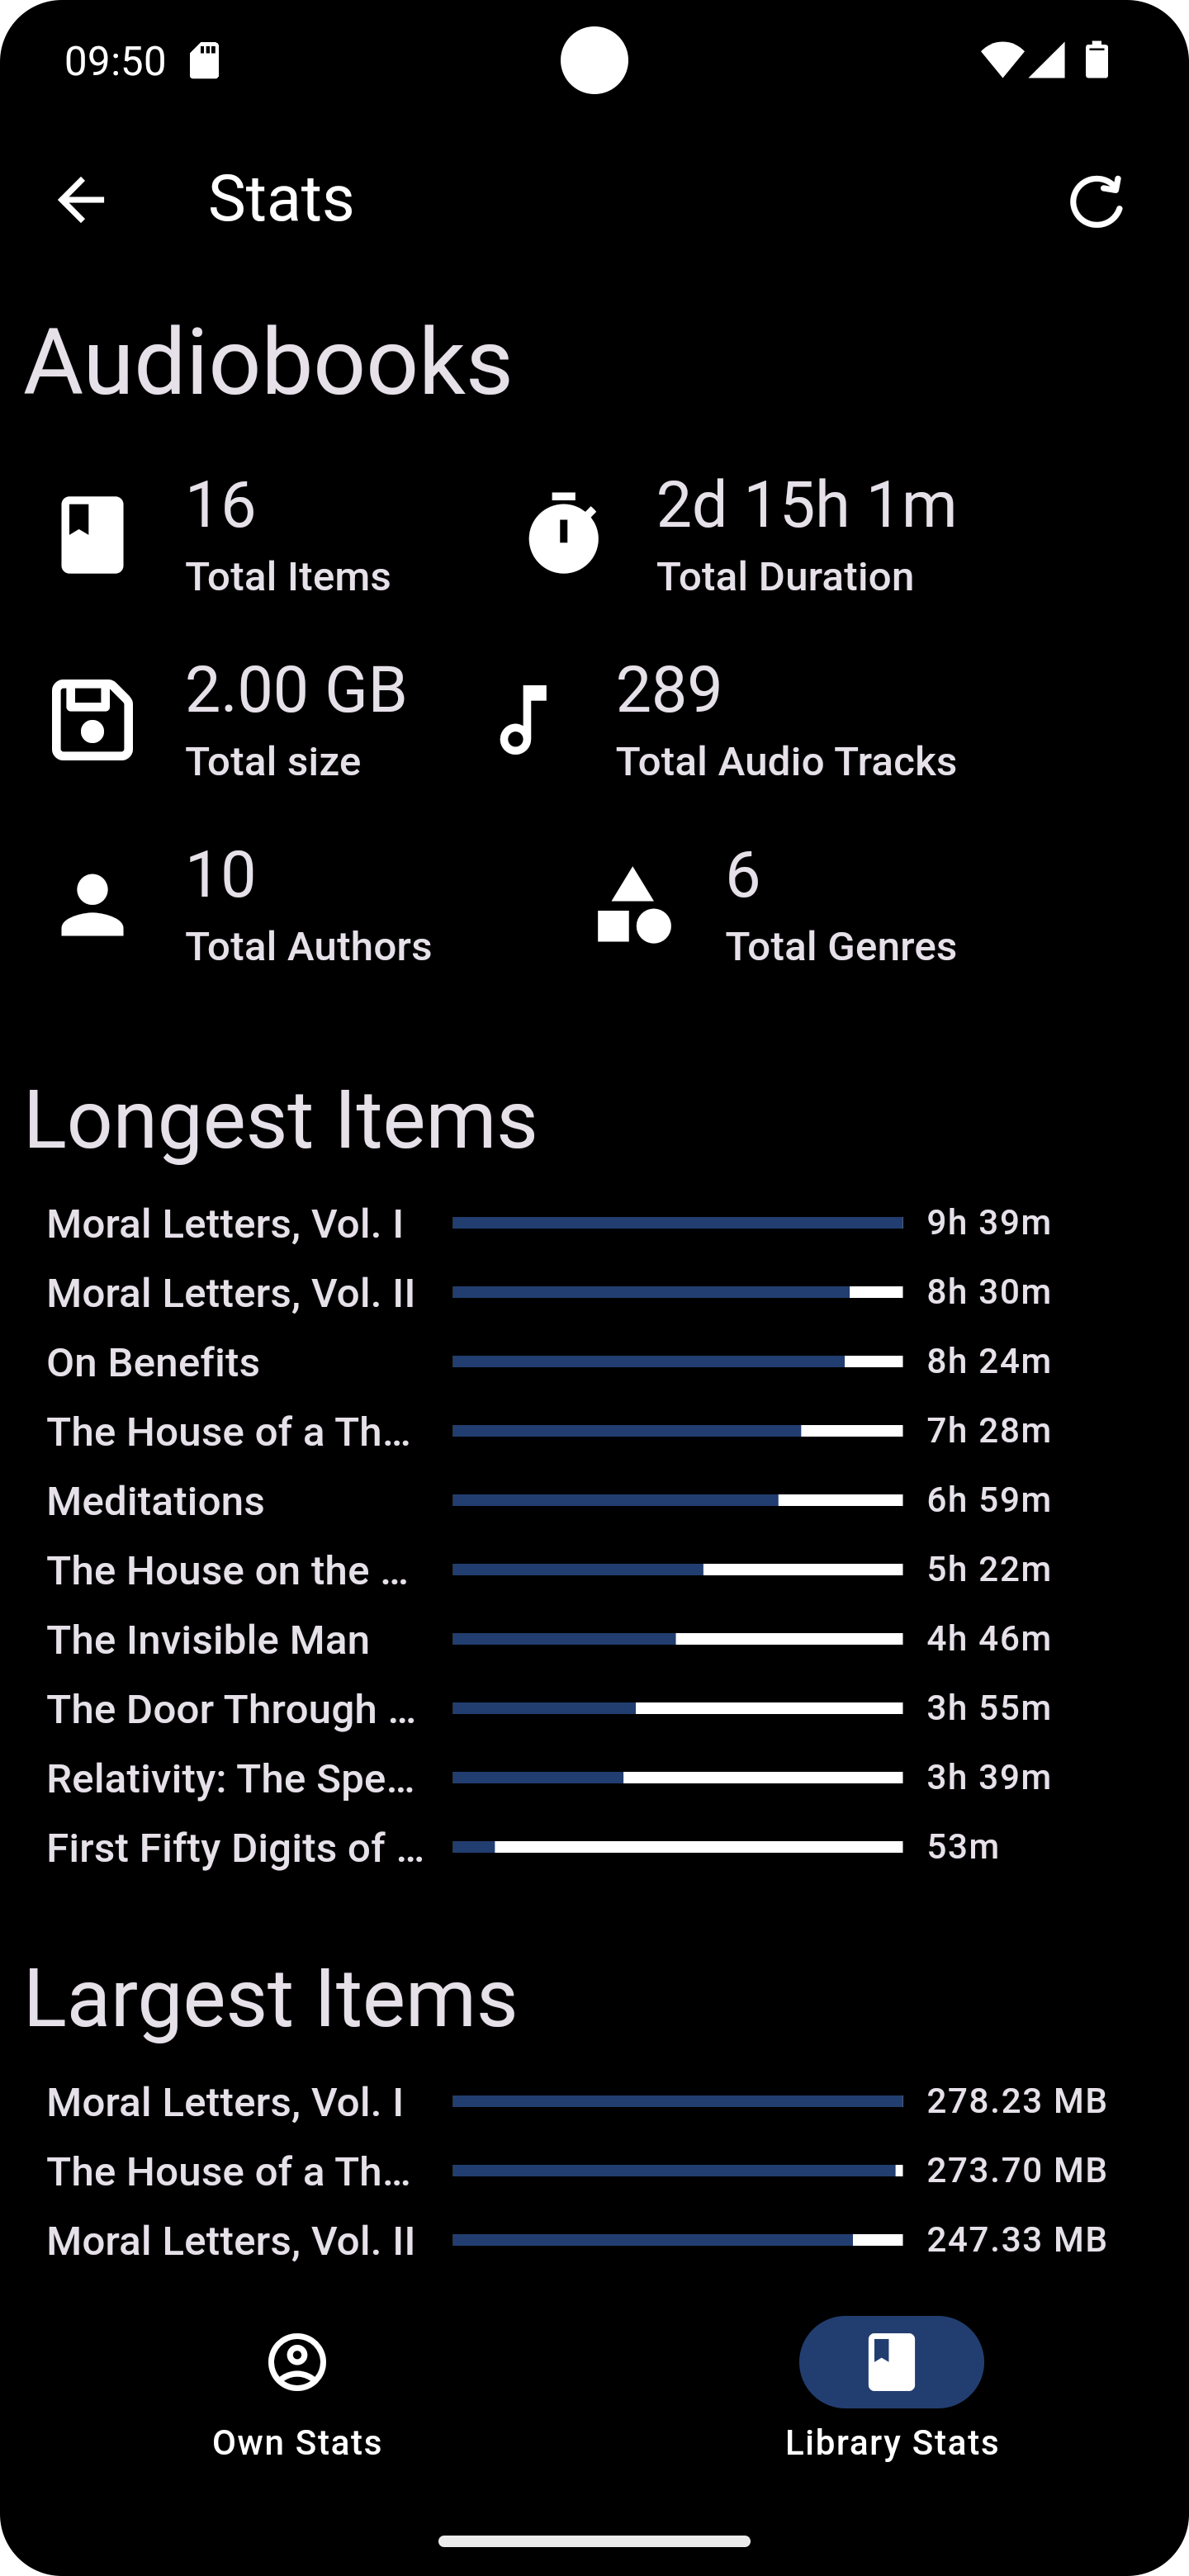 09:50
Stats
Audiobooks
16
Total Items
2d 15h 1m
Total Duration
2.00 GB
Total size
289
Total Audio Tracks
10
Total Authors
6
Total Genres
Longest Items
Moral Letters, Vol. I 9h 39m
Moral Letters, Vol. II 8h 30m
On Benefits 8h 24m
The House of a Th… 7h 28m
Meditations 6h 59m
The House on the … 5h 22m
The Invisible Man 4h 46m
The Door Through … 3h 55m
Relativity: The Spe… 3h 39m
First Fifty Digits of … 53m
Largest Items
Moral Letters, Vol. I 278.23 MB
The House of a Th… 273.70 MB
Moral Letters, Vol. II 247.33 MB
Own Stats
Library Stats